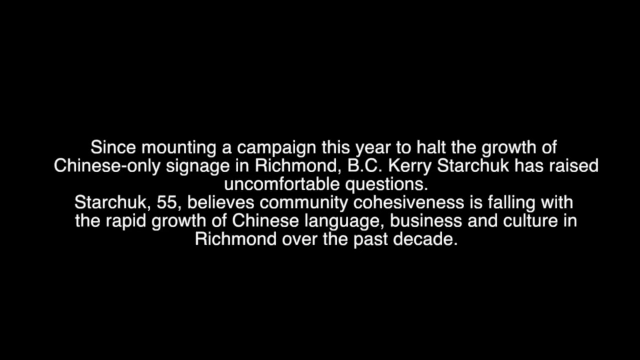 Since mounting a campaign this year to halt the growth of
Chinese-only signage in Richmond, B.C. Kerry Starchuk has raised
uncomfortable questions.
Starchuk, 55, believes community cohesiveness is falling with
the rapid growth of Chinese language, business and culture in
Richmond over the past decade.